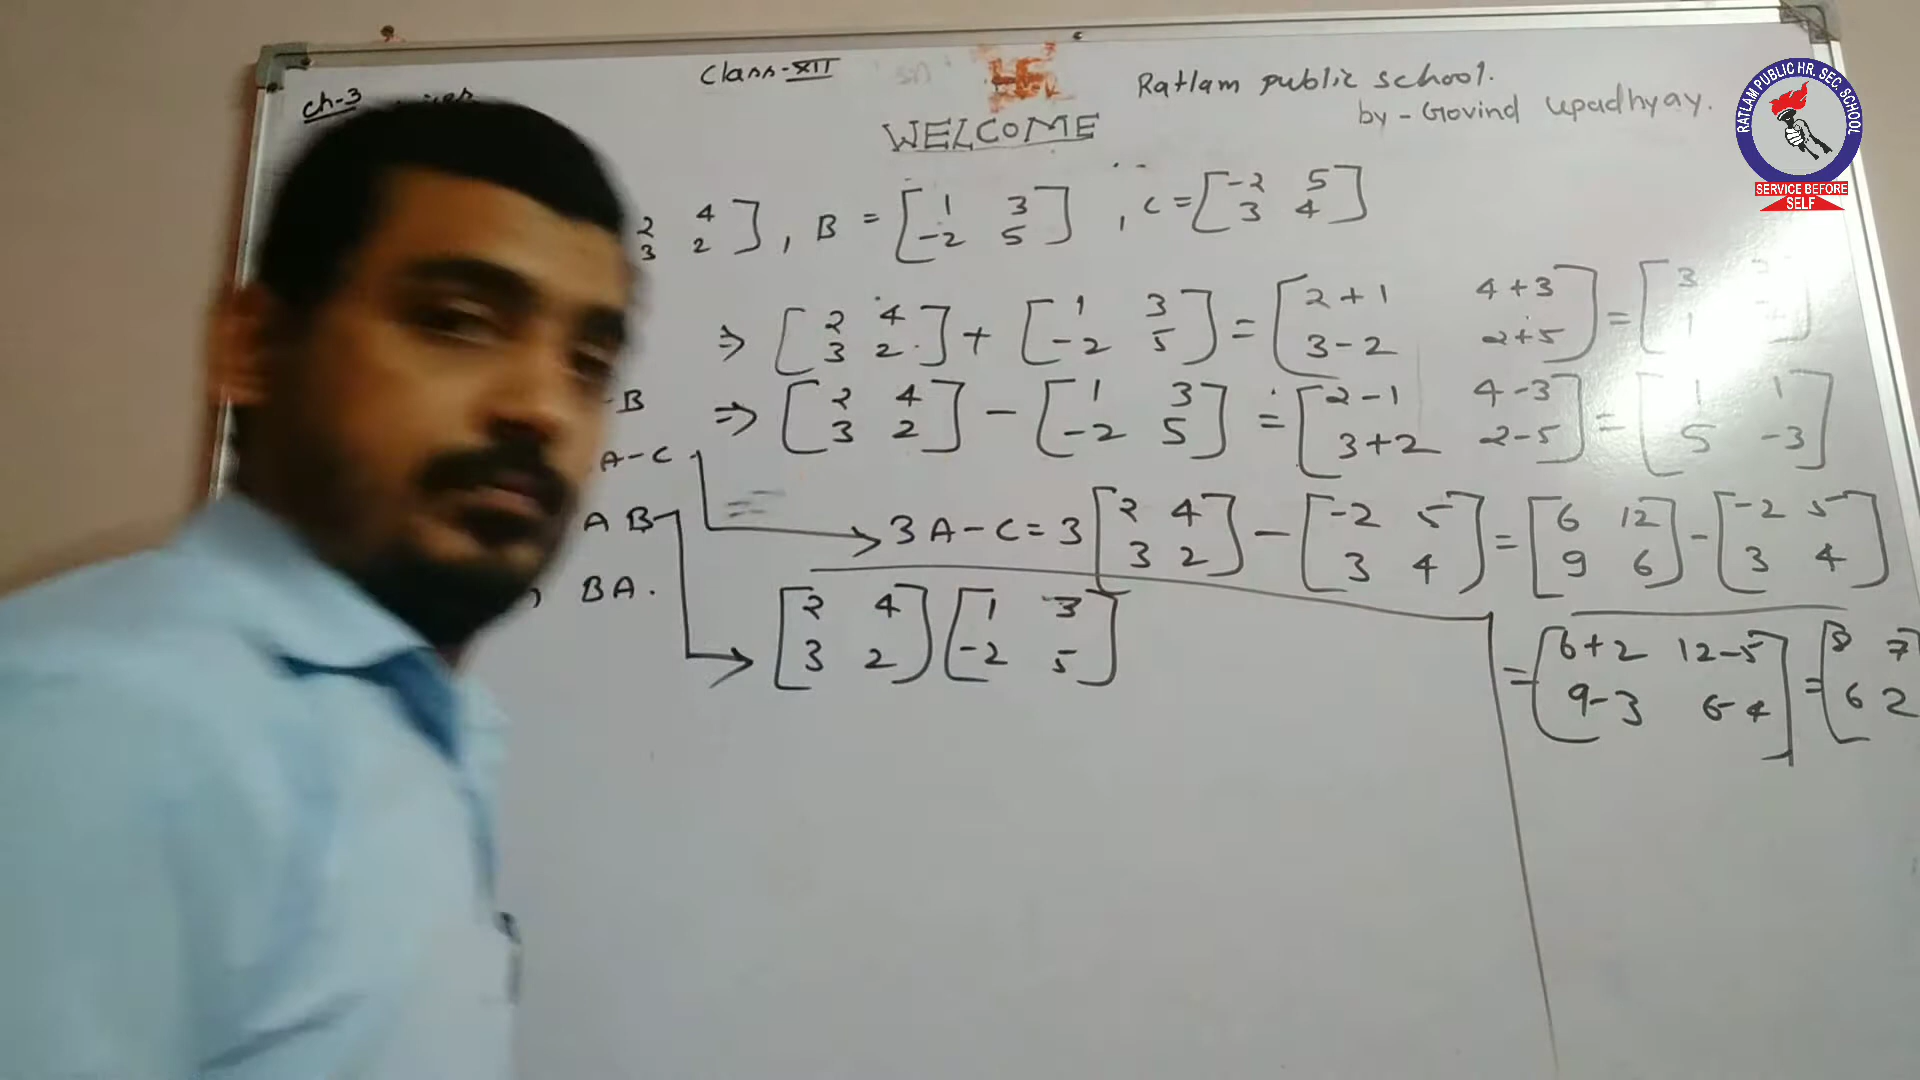 Class-XII
Ratlam public school.
by - Govind Upadhyay.
ch-3
WELCOME
RATLAM PUBLIC HR. SEC. SCHOOL
SERVICE BEFORE
SELF
2 4 ] , B = [ 1 3 ] , C = [ -2 5 ]
3 2 -2 5 3 4
⇒ [ 2 4 ] + [ 1 3 ] = [ 2+1 4+3 ] = [ 3
3 2 -2 5 3-2 2+5 1
-B ⇒ [ 2 4 ] - [ 1 3 ] = [ 2-1 4-3 ] = [ 1 1 ]
3 2 -2 5 3+2 2-5 5 -3
A-C
3A-C = 3 [ 2 4 ] - [ -2 5 ] = [ 6 12 ] - [ -2 5 ]
3 2 3 4 9 6 3 4
AB
[ 2 4 ] [ 1 3 ]
3 2 -2 5
BA.
= [ 6+2 12-5 ] = [ 8 7
9-3 6-4 6 2